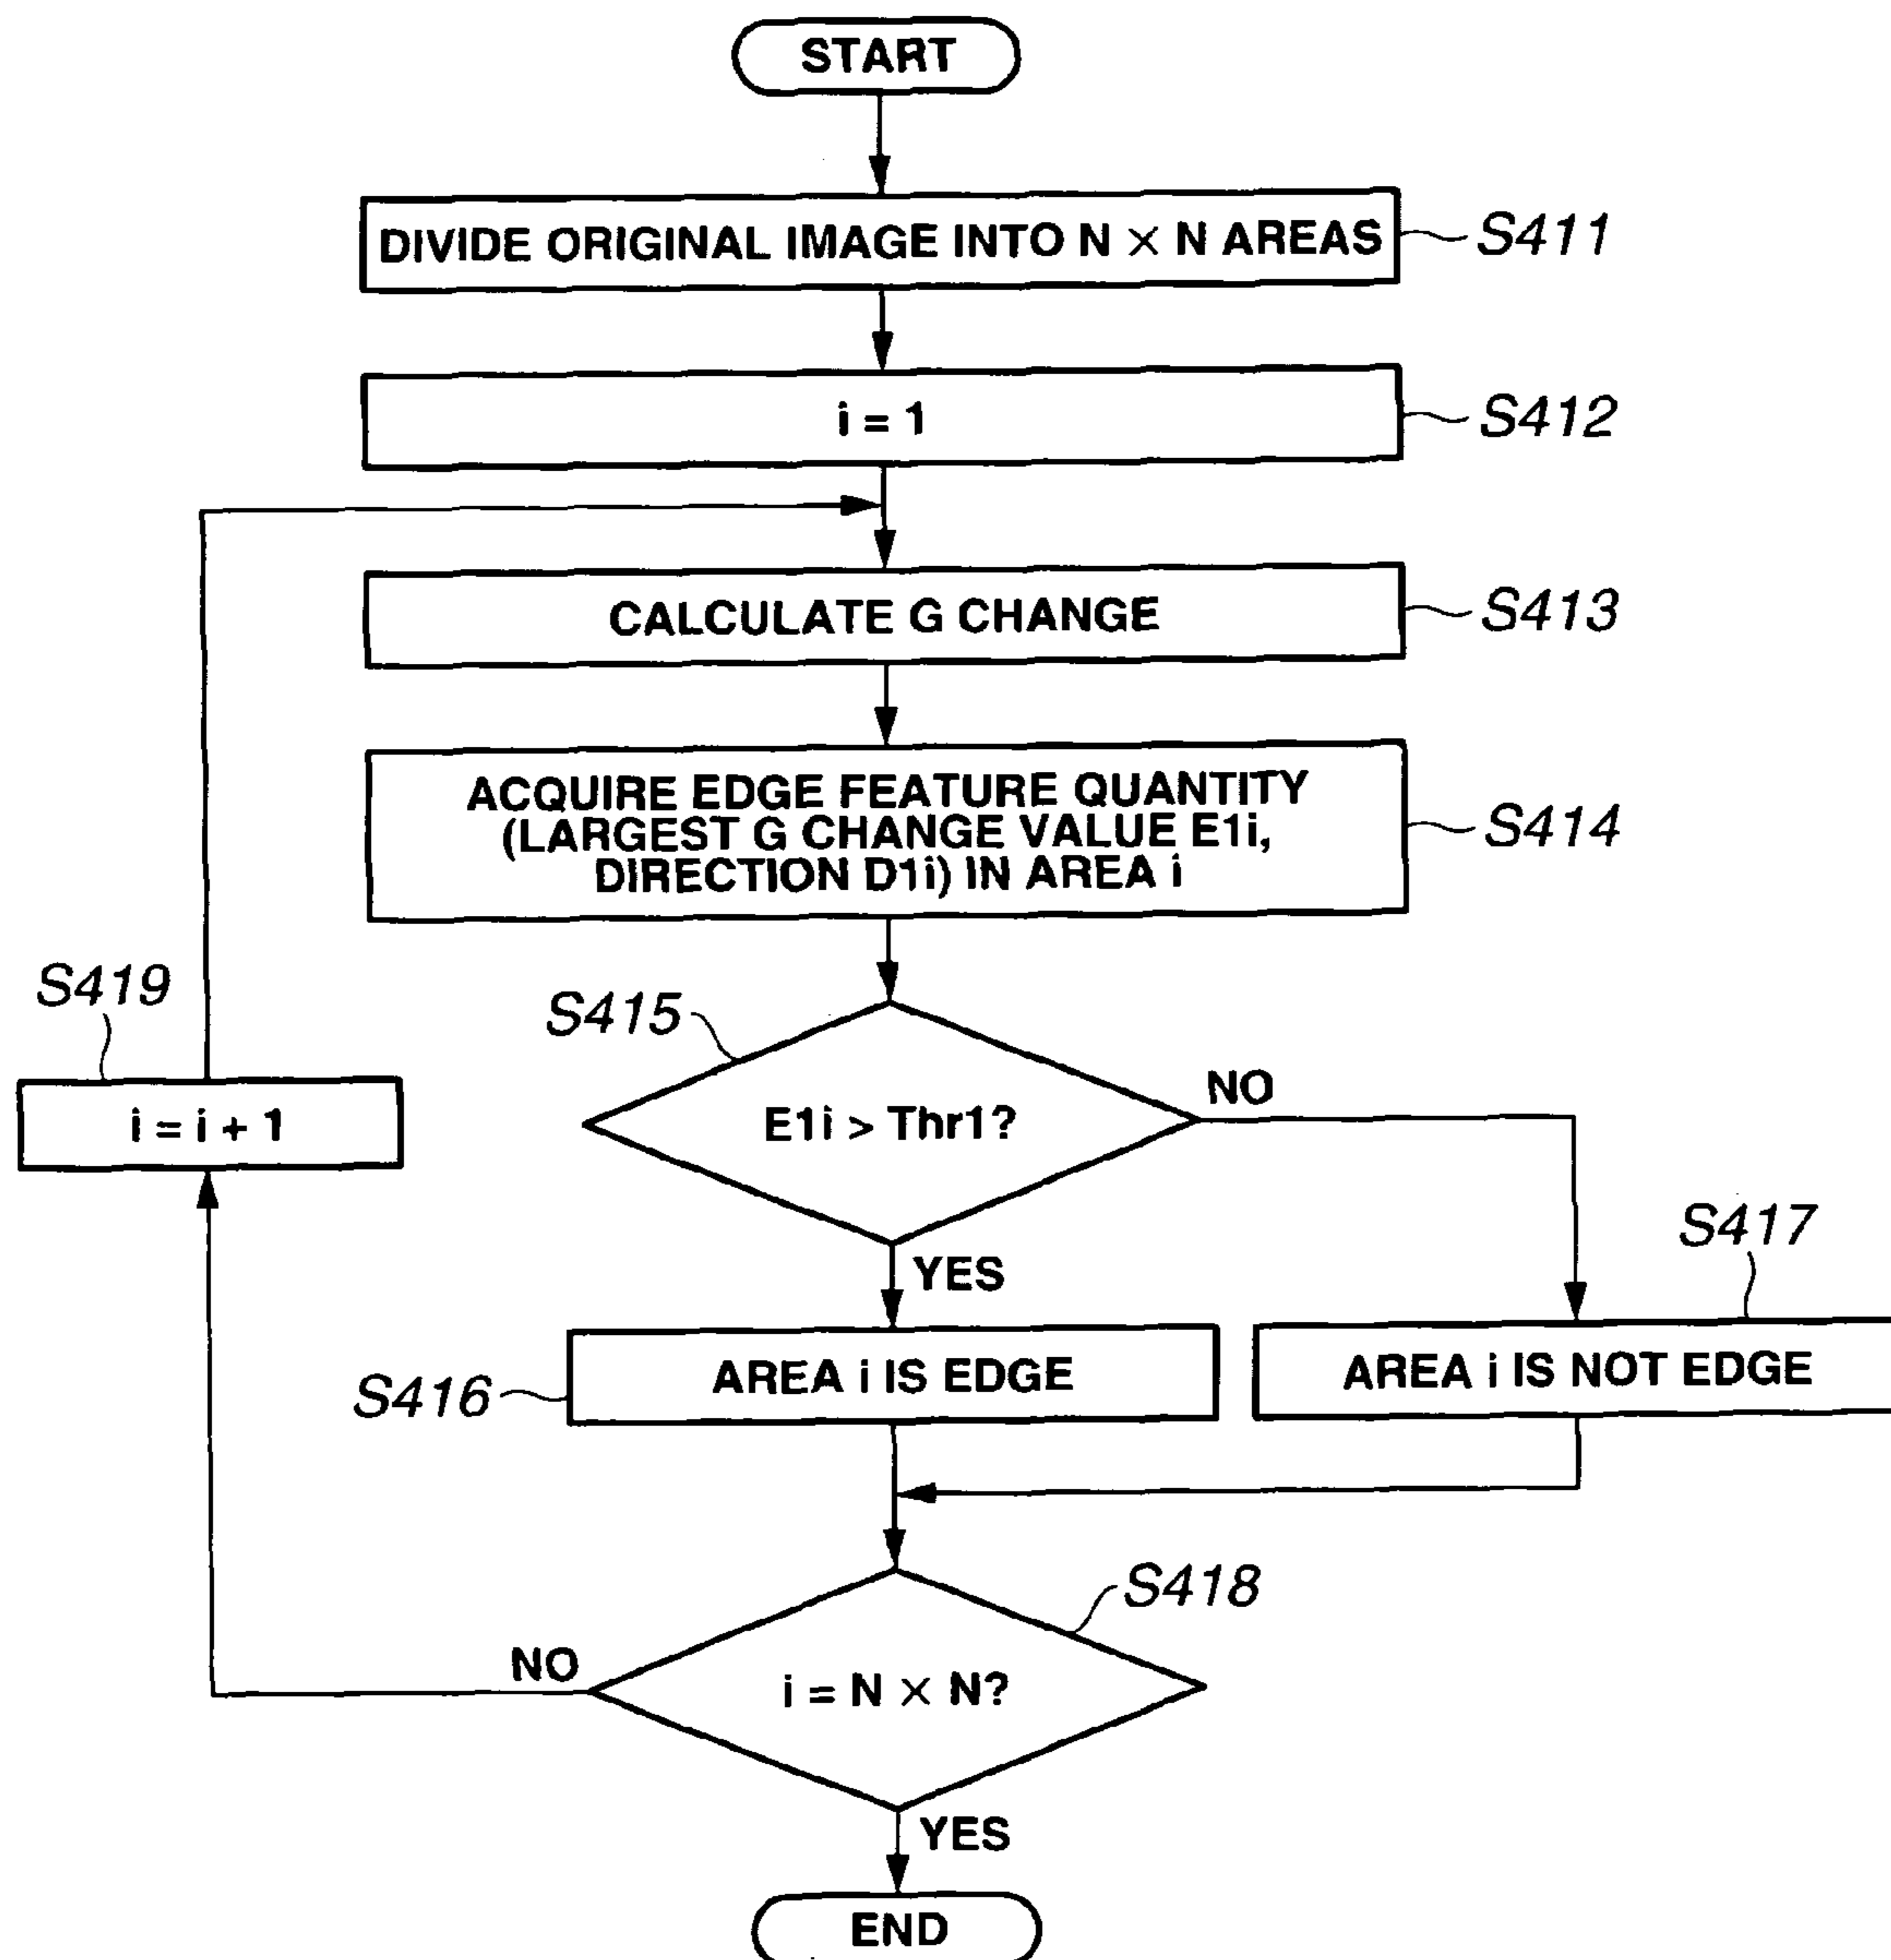 START
DIVIDE ORIGINAL IMAGE INTO N × N AREAS
S411
i = 1
S412
CALCULATE G CHANGE
S413
ACQUIRE EDGE FEATURE QUANTITY
(LARGEST G CHANGE VALUE E1i,
DIRECTION D1i) IN AREA i
S414
S419
i = i + 1
S415
E1i > Thr1?
NO
YES
S417
S416
AREA i IS EDGE
AREA i IS NOT EDGE
S418
i = N × N?
NO
YES
END